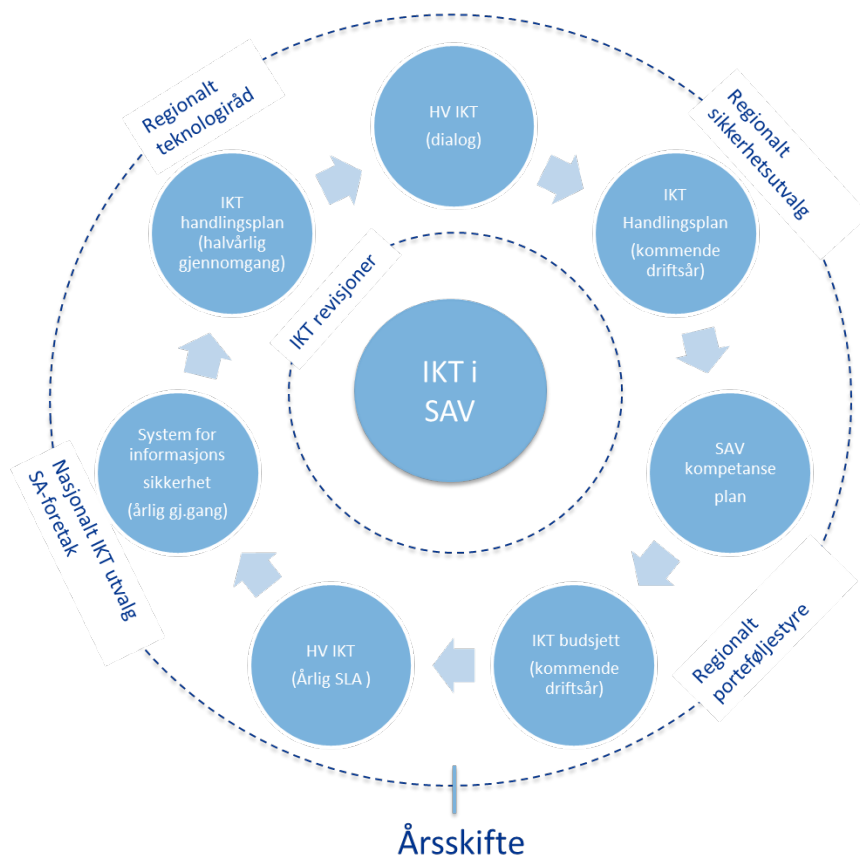 HV IKT
(dialog)
Regionalt
sikkerhetsutvalg
IKT
Handlingsplan
(kommende
driftsår)
SAV
kompetanse
plan
Regionalt
porteføljestyre
IKT budsjett
(kommende
driftsår)
Årsskifte
HV IKT
(Årlig SLA )
Nasjonalt IKT utvalg
SA-foretak
System for
informasjons
sikkerhet
(årlig gj.gang)
IKT
handlingsplan
(halvårlig
gjennomgang)
Regionalt
teknologiråd
IKT revisjoner
IKT i
SAV